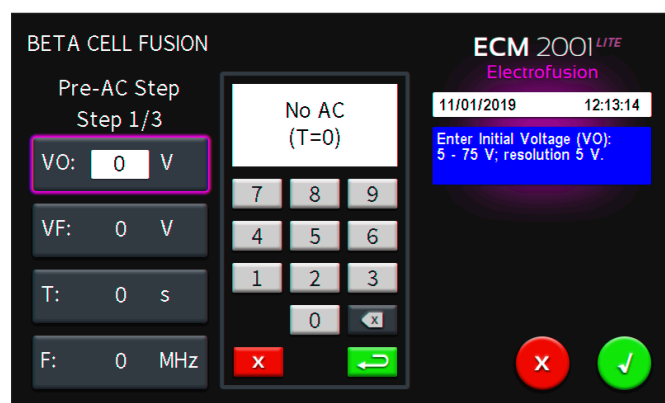 BETA CELL FUSION
Pre-AC Step
Step 1/3
VO: 0 V
VF: 0 V
T: 0 s
F: 0 MHz
No AC
(T=0)
7 8 9
4 5 6
1 2 3
0 x
x
ECM 2001 LITE
Electrofusion
11/01/2019 12:13:14
Enter Initial Voltage (VO):
5 - 75 V; resolution 5 V.
x √